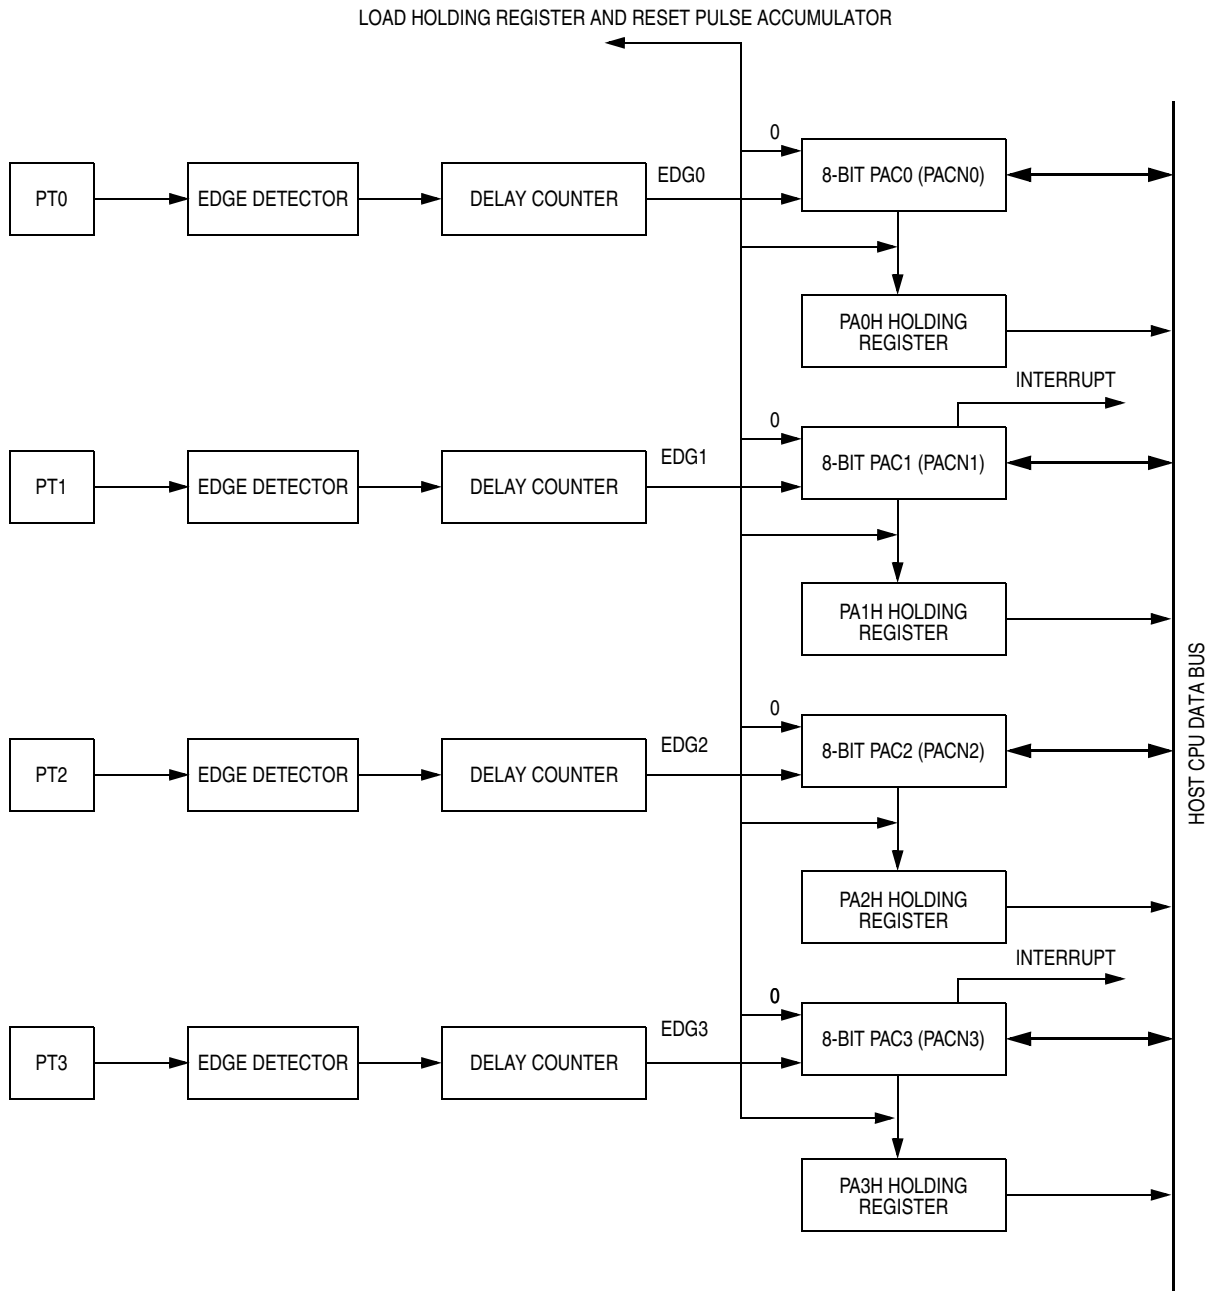 LOAD HOLDING REGISTER AND RESET PULSE ACCUMULATOR
0
PT0
EDGE DETECTOR
DELAY COUNTER
EDG0
8-BIT PAC0 (PACN0)
PA0H HOLDING
REGISTER
INTERRUPT
0
PT1
EDGE DETECTOR
DELAY COUNTER
EDG1
8-BIT PAC1 (PACN1)
PA1H HOLDING
REGISTER
0
PT2
EDGE DETECTOR
DELAY COUNTER
EDG2
8-BIT PAC2 (PACN2)
PA2H HOLDING
REGISTER
INTERRUPT
0
PT3
EDGE DETECTOR
DELAY COUNTER
EDG3
8-BIT PAC3 (PACN3)
PA3H HOLDING
REGISTER
HOST CPU DATA BUS